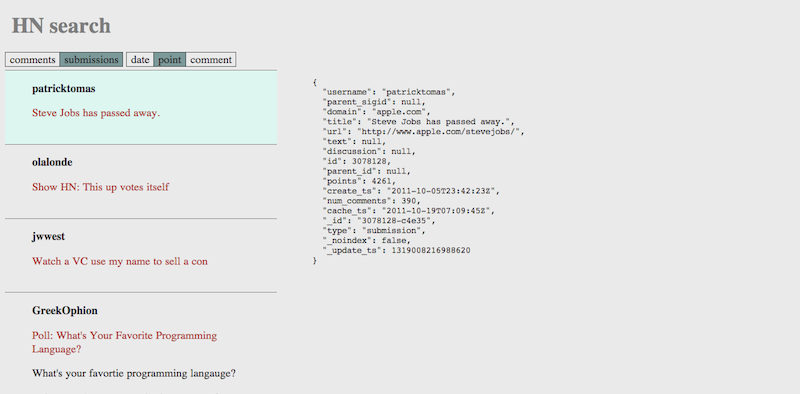 HN search
comments submissions date point comment
patricktomas
Steve Jobs has passed away.
olalonde
Show HN: This up votes itself
jwwest
Watch a VC use my name to sell a con
GreekOphion
Poll: What's Your Favorite Programming
Language?
What's your favortie programming langauge?
{
"username": "patricktomas",
"parent_sigid": null,
"domain": "apple.com",
"title": "Steve Jobs has passed away.",
"url": "http://www.apple.com/stevejobs/",
"text": null,
"discussion": null,
"id": 3078128,
"parent_id": null,
"points": 4261,
"create_ts": "2011-10-05T23:42:23Z",
"num_comments": 390,
"cache_ts": "2011-10-19T07:09:45Z",
"_id": "3078128-c4e35",
"type": "submission",
"_noindex": false,
"_update_ts": 1319008216988620
}